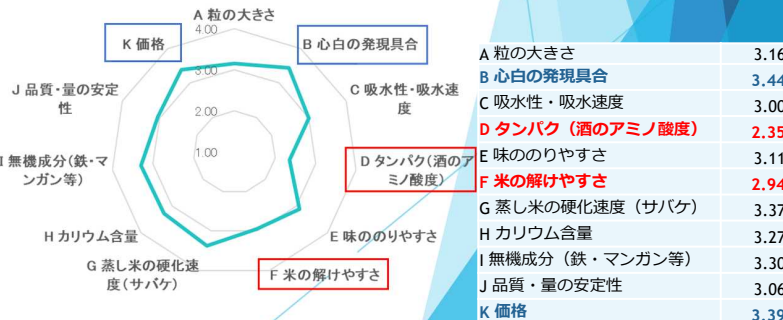 A 粒の大きさ
4.00
3.00
2.00
1.00
B 心白の発現具合
C 吸水性・吸水速
度
D タンパク(酒のア
ミノ酸度)
E 味ののりやすさ
F 米の解けやすさ
G 蒸し米の硬化速
度(サバケ)
H カリウム含量
I 無機成分(鉄・マ
ンガン等)
J 品質・量の安定
性
K 価格
A 粒の大きさ 3.16
B 心白の発現具合 3.44
C 吸水性・吸水速度 3.00
D タンパク（酒のアミノ酸度） 2.35
E 味ののりやすさ 3.11
F 米の解けやすさ 2.94
G 蒸し米の硬化速度（サバケ） 3.37
H カリウム含量 3.27
I 無機成分（鉄・マンガン等） 3.30
J 品質・量の安定性 3.06
K 価格 3.39